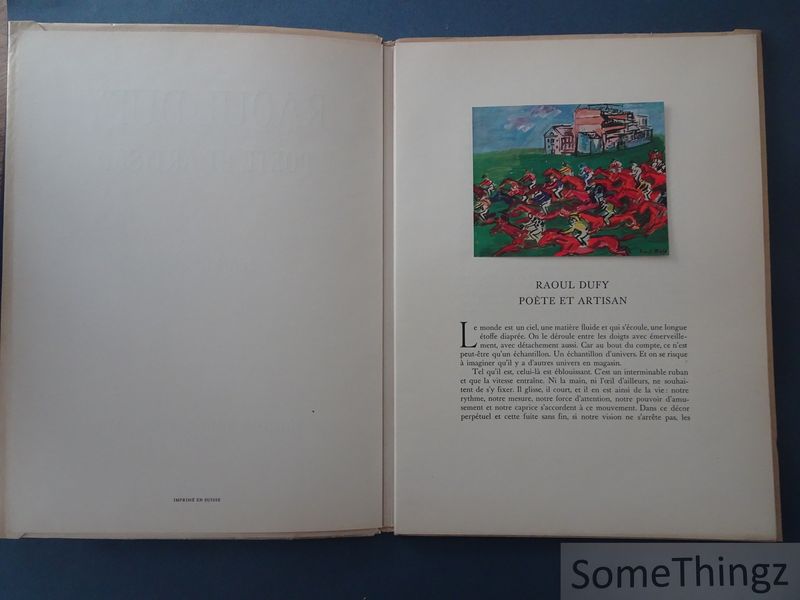 IMPRIMÉ EN SUISSE
RAOUL DUFY
POÈTE ET ARTISAN
Le monde est un ciel, une matière fluide et qui s'écoule, une longue
étoffe diaprée. On le déroule entre les doigts avec émerveille-
ment, avec détachement aussi. Car au bout du compte, ce n'est
peut-être qu'un échantillon. Un échantillon d'univers. Et on se risque
à imaginer qu'il y a d'autres univers en magasin.
Tel qu'il est, celui-là est éblouissant. C'est un interminable ruban
et que la vitesse entraîne. Ni la main, ni l'œil d'ailleurs, ne souhai-
tent de s'y fixer. Il glisse, il court, et il en est ainsi de la vie : notre
rythme, notre mesure, notre force d'attention, notre pouvoir d'amu-
sement et notre caprice s'accordent à ce mouvement. Dans ce décor
perpétuel et cette fuite sans fin, si notre vision ne s'arrête pas, les
SomeThingz